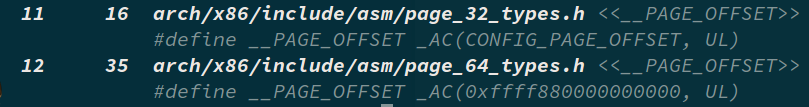 11 16 arch/x86/include/asm/page_32_types.h <<__PAGE_OFFSET>>
#define __PAGE_OFFSET _AC(CONFIG_PAGE_OFFSET, UL)
12 35 arch/x86/include/asm/page_64_types.h <<__PAGE_OFFSET>>
#define __PAGE_OFFSET _AC(0xffff880000000000, UL)